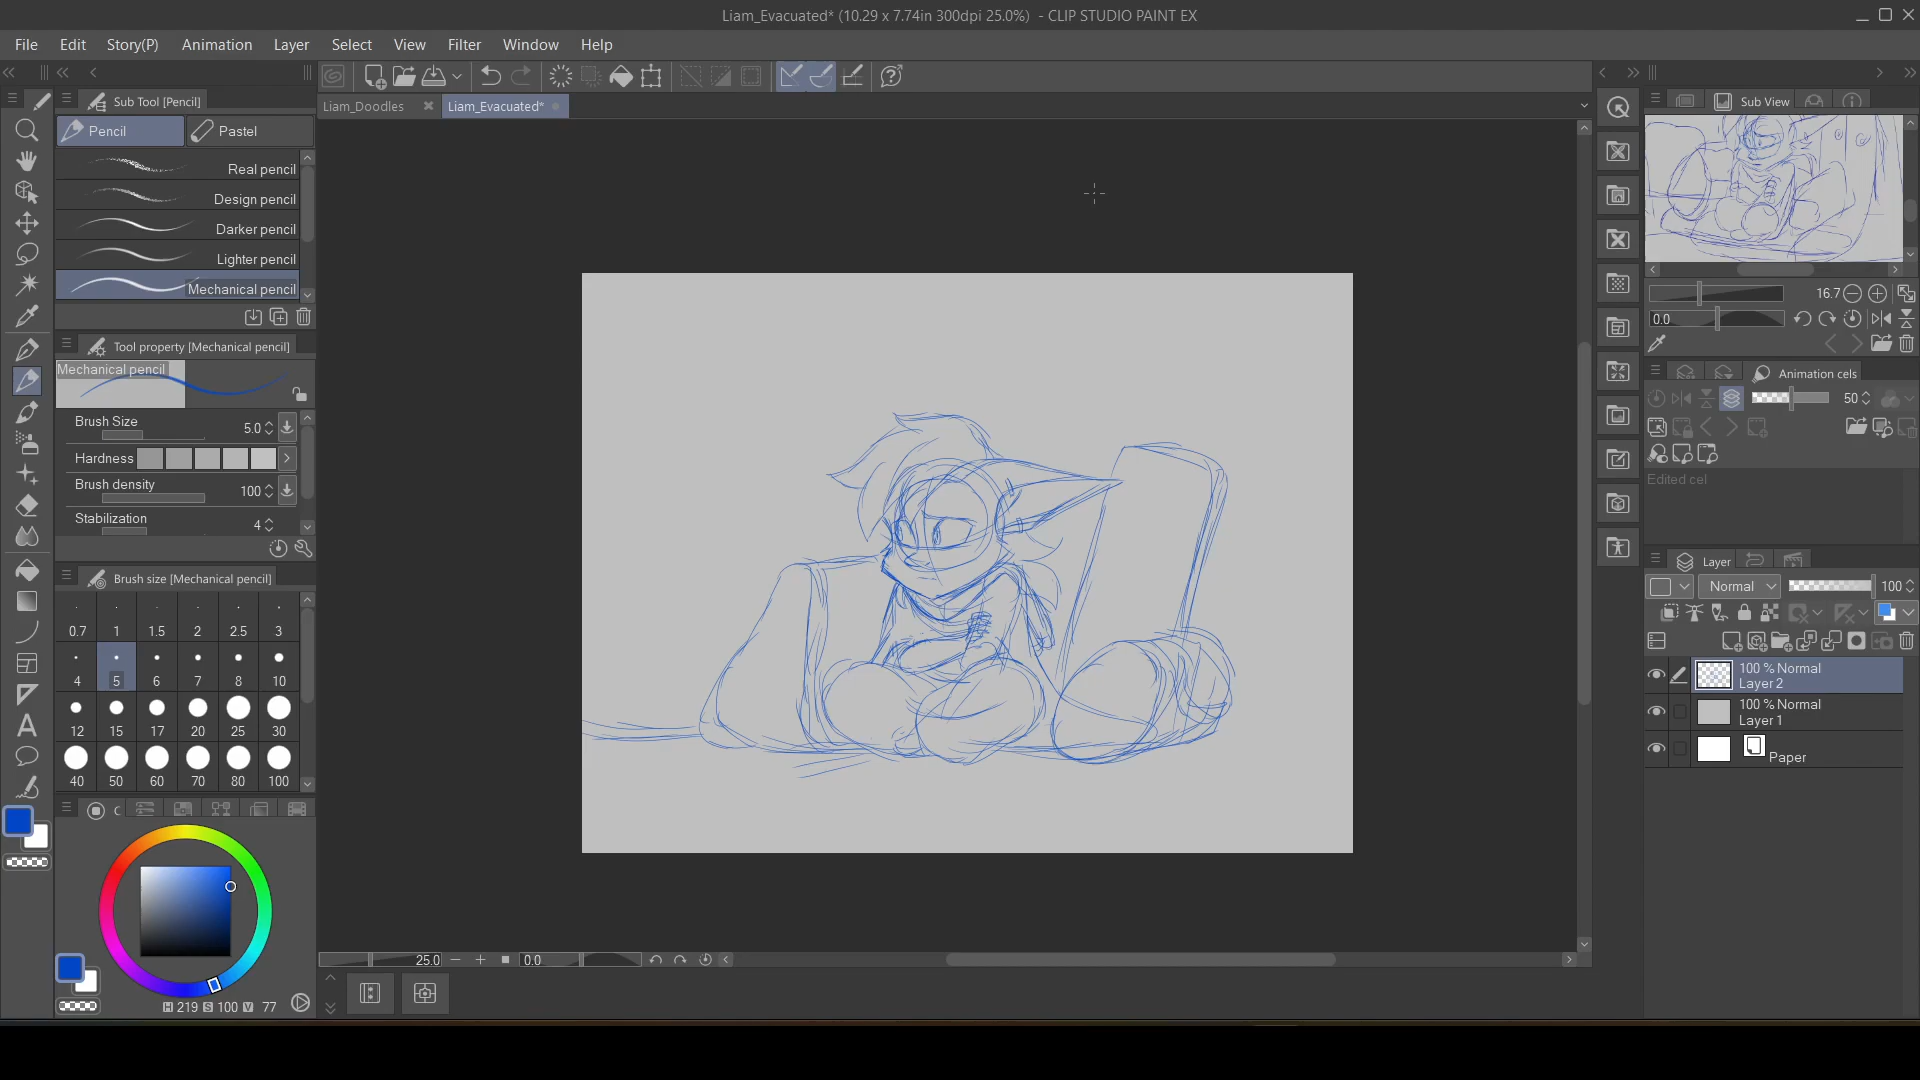 Liam_Evacuated* (10.29 x 7.74in 300dpi 25.0%) - CLIP STUDIO PAINT EX
File Edit Story(P) Animation Layer Select View Filter Window Help
Sub Tool [Pencil]
Liam_Doodles Liam_Evacuated*
Sub View
Pencil Pastel
Real pencil
Design pencil
Darker pencil
Lighter pencil
Mechanical pencil
16.7
0.0
Tool property [Mechanical pencil]
Mechanical pencil
Animation cels
50
Edited cel
Brush Size 5.0
Hardness
Brush density 100
Stabilization 4
Layer
Brush size [Mechanical pencil]
Normal 100
0.7 1 1.5 2 2.5 3
4 5 6 7 8 10
12 15 17 20 25 30
40 50 60 70 80 100
100 % Normal
Layer 2
100 % Normal
Layer 1
Paper
C
25.0 0.0
H 219 S 100 V 77